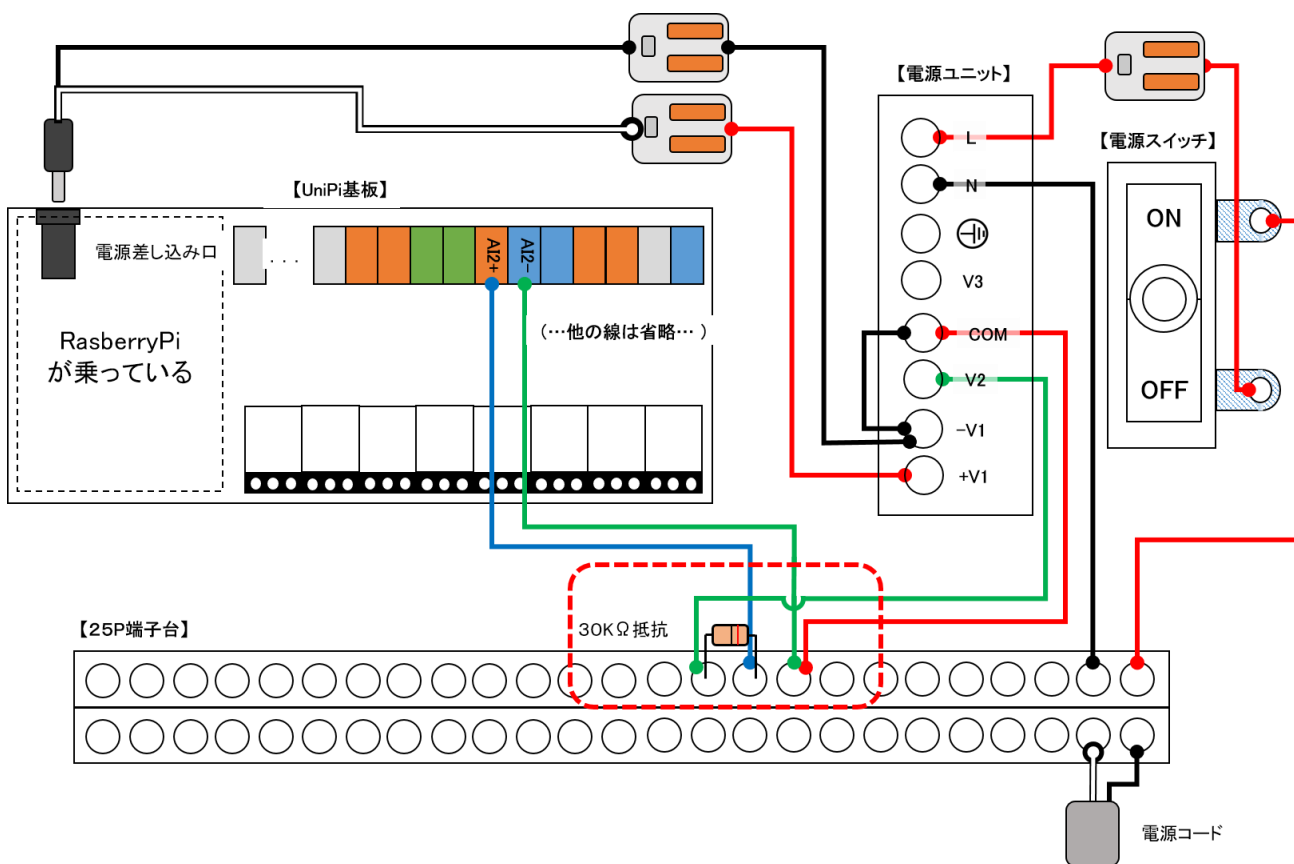 【電源ユニット】
L
N
V3
COM
V2
-V1
+V1
【電源スイッチ】
ON
OFF
【UniPi基板】
電源差し込み口
・・・
AI2+
AI2-
(…他の線は省略…)
RasberryPi
が乗っている
【25P端子台】
30KΩ抵抗
電源コード